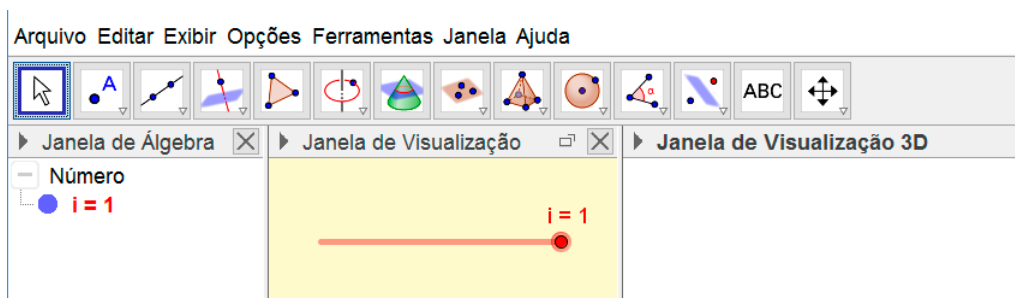 Arquivo Editar Exibir Opções Ferramentas Janela Ajuda
A α ABC
Janela de Álgebra Janela de Visualização Janela de Visualização 3D
Número
i = 1
i = 1